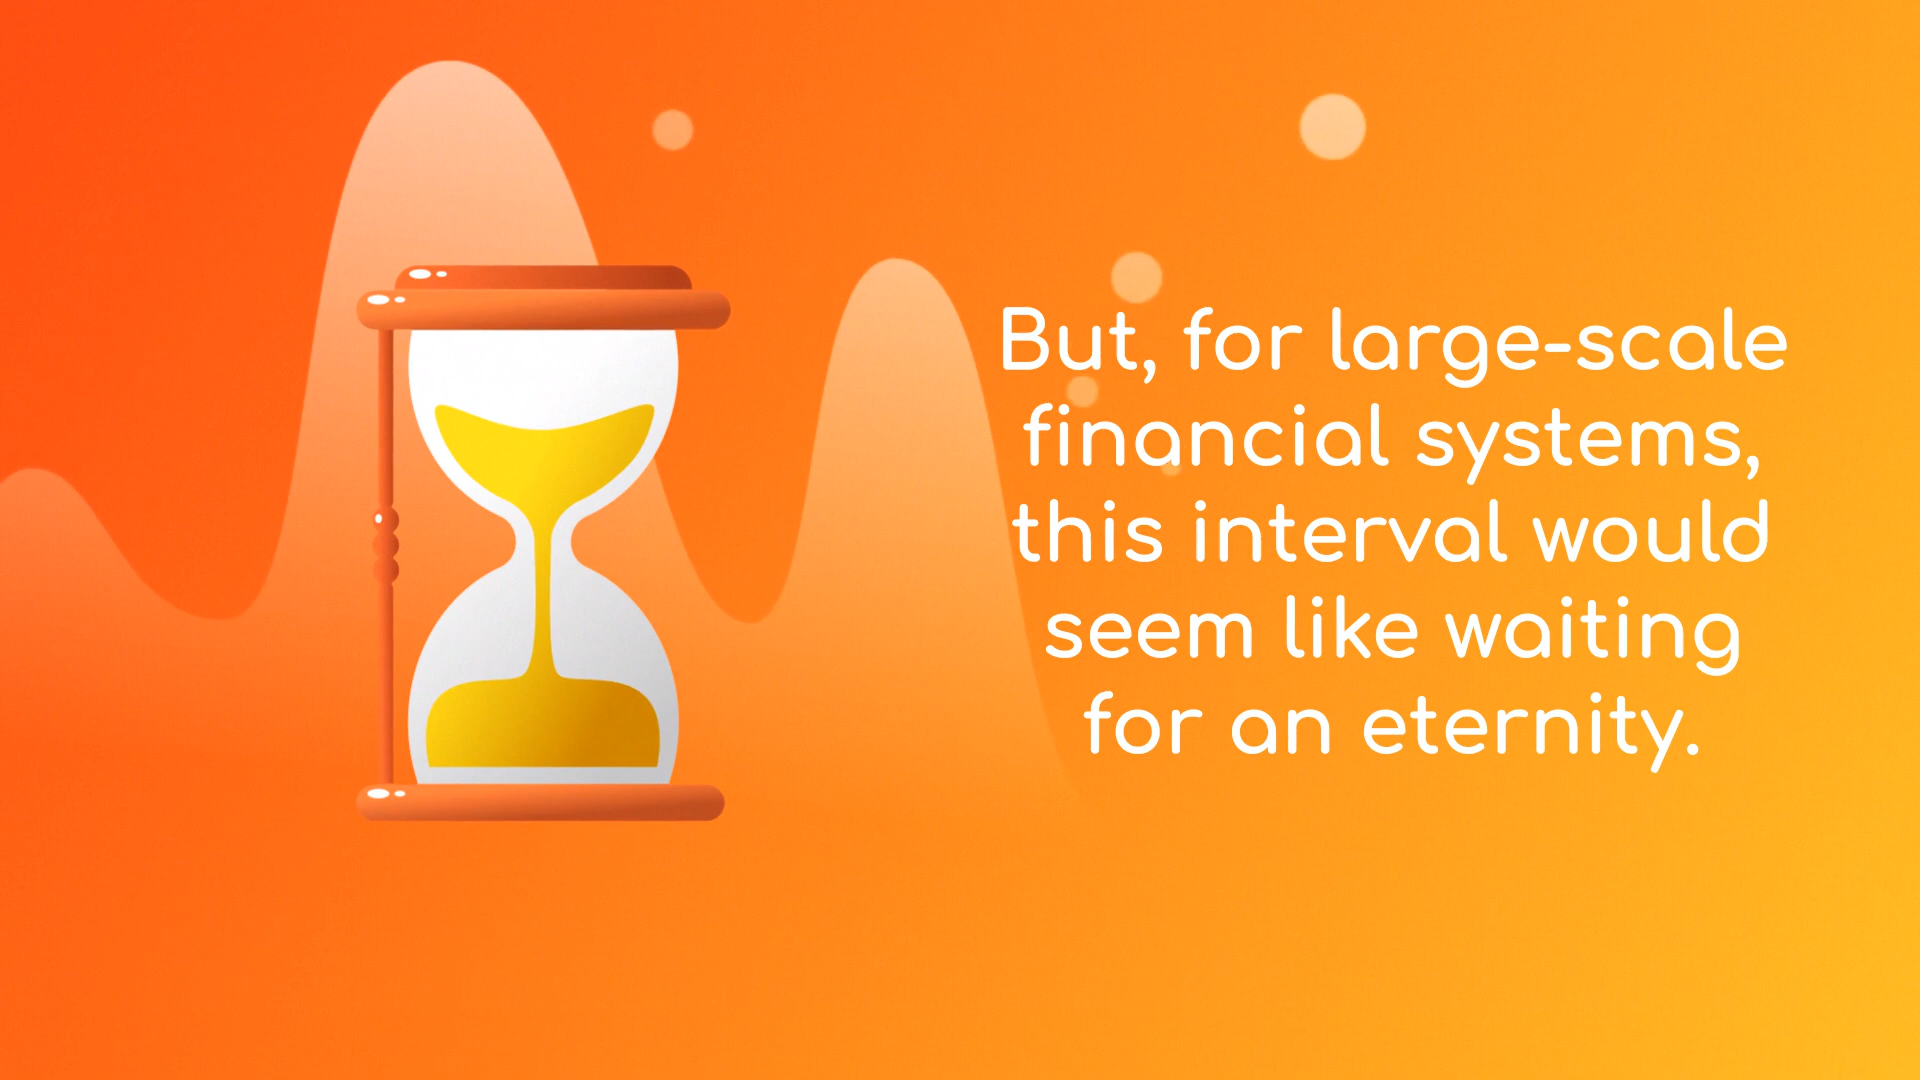 But, for large-scale
financial systems,
this interval would
seem like waiting
for an eternity.